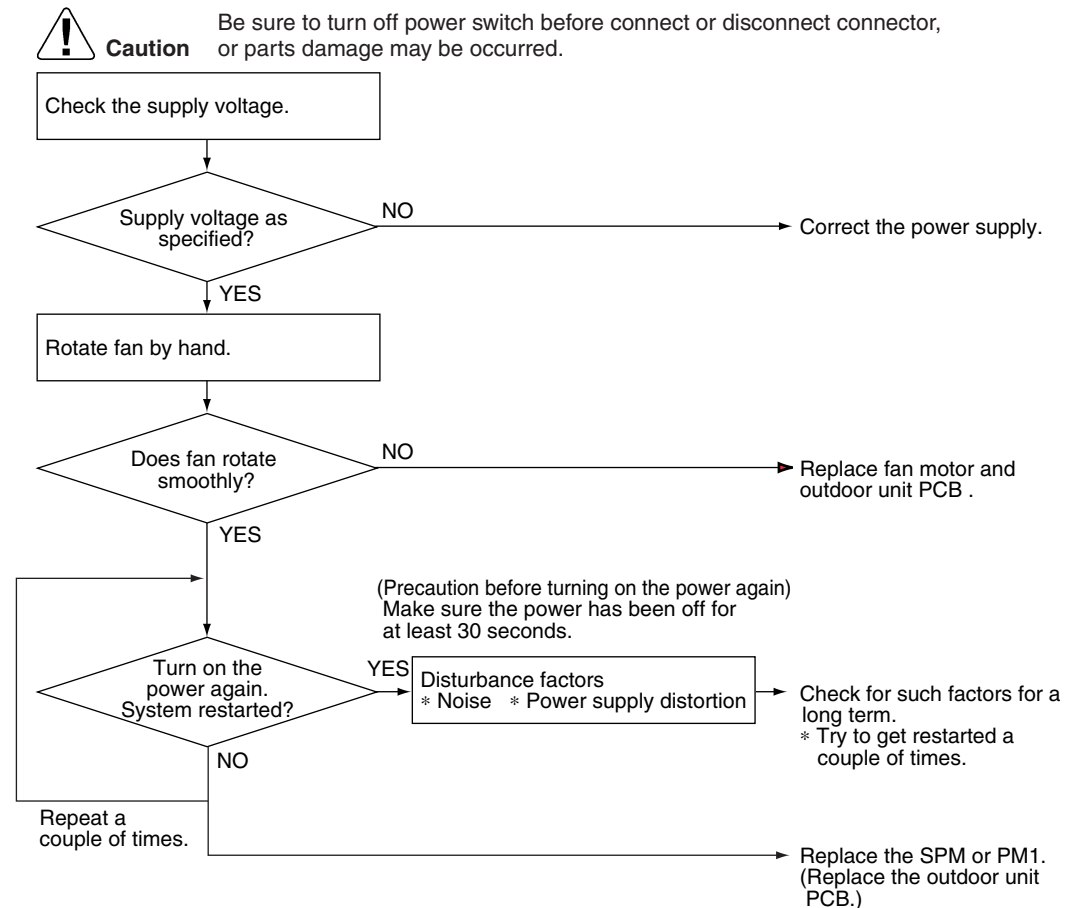 Be sure to turn off power switch before connect or disconnect connector,
Caution or parts damage may be occurred.
Check the supply voltage.
Supply voltage as
specified?
NO
Correct the power supply.
YES
Rotate fan by hand.
Does fan rotate
smoothly?
NO
Replace fan motor and
outdoor unit PCB .
YES
(Precaution before turning on the power again)
Make sure the power has been off for
at least 30 seconds.
Turn on the
power again.
System restarted?
YES
Disturbance factors
* Noise * Power supply distortion
Check for such factors for a
long term.
* Try to get restarted a
couple of times.
NO
Repeat a
couple of times.
Replace the SPM or PM1.
(Replace the outdoor unit
PCB.)